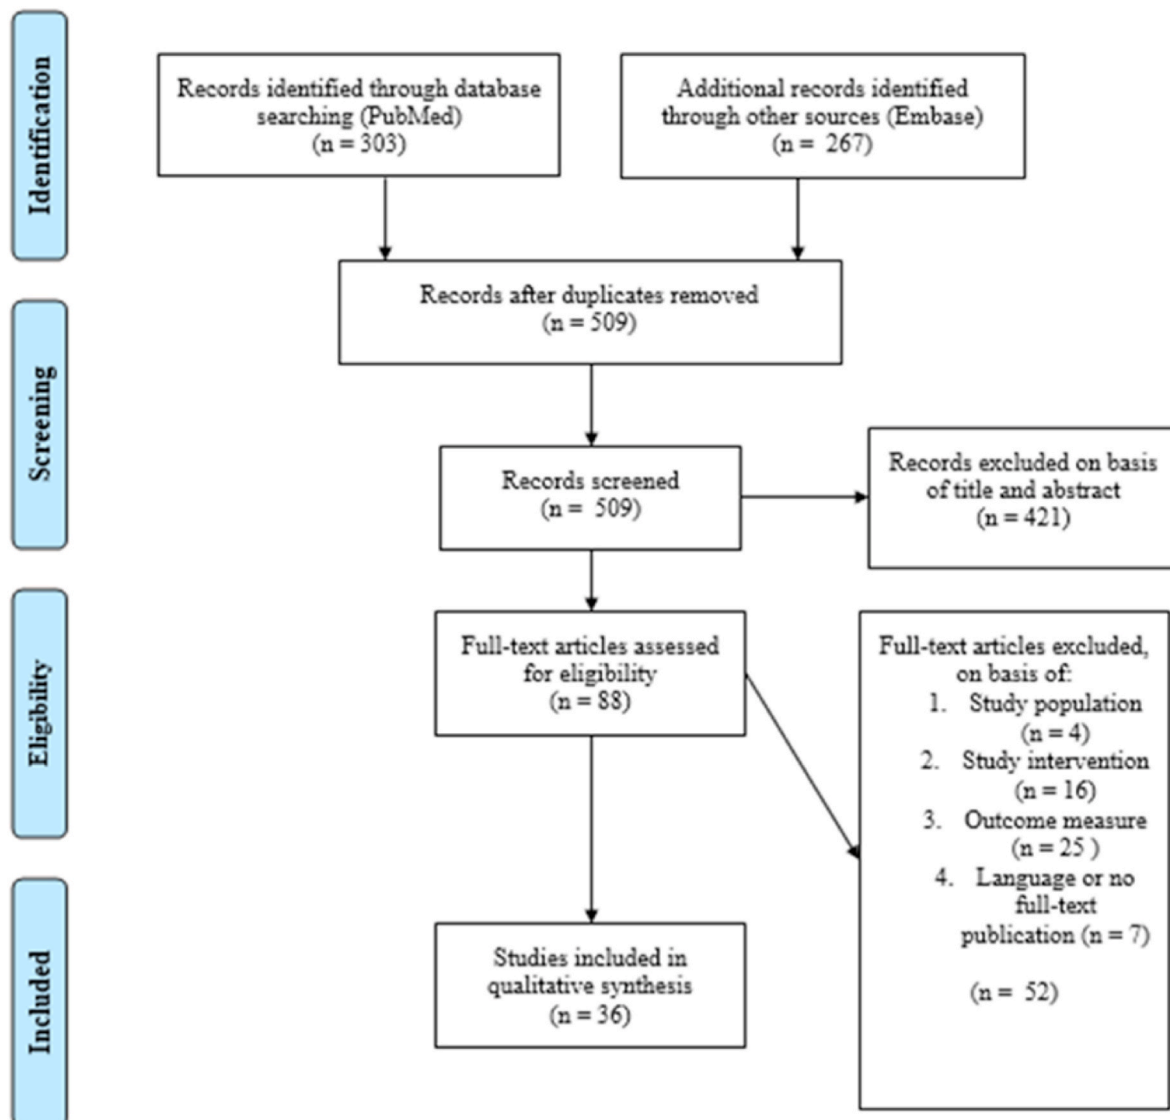 Identification
Records identified through database
searching (PubMed)
(n = 303)
Additional records identified
through other sources (Embase)
(n = 267)
Records after duplicates removed
(n = 509)
Screening
Records screened
(n = 509)
Records excluded on basis
of title and abstract
(n = 421)
Eligibility
Full-text articles assessed
for eligibility
(n = 88)
Full-text articles excluded,
on basis of:
1. Study population
(n = 4)
2. Study intervention
(n = 16)
3. Outcome measure
(n = 25 )
4. Language or no
full-text
publication (n = 7)
(n = 52)
Included
Studies included in
qualitative synthesis
(n = 36)